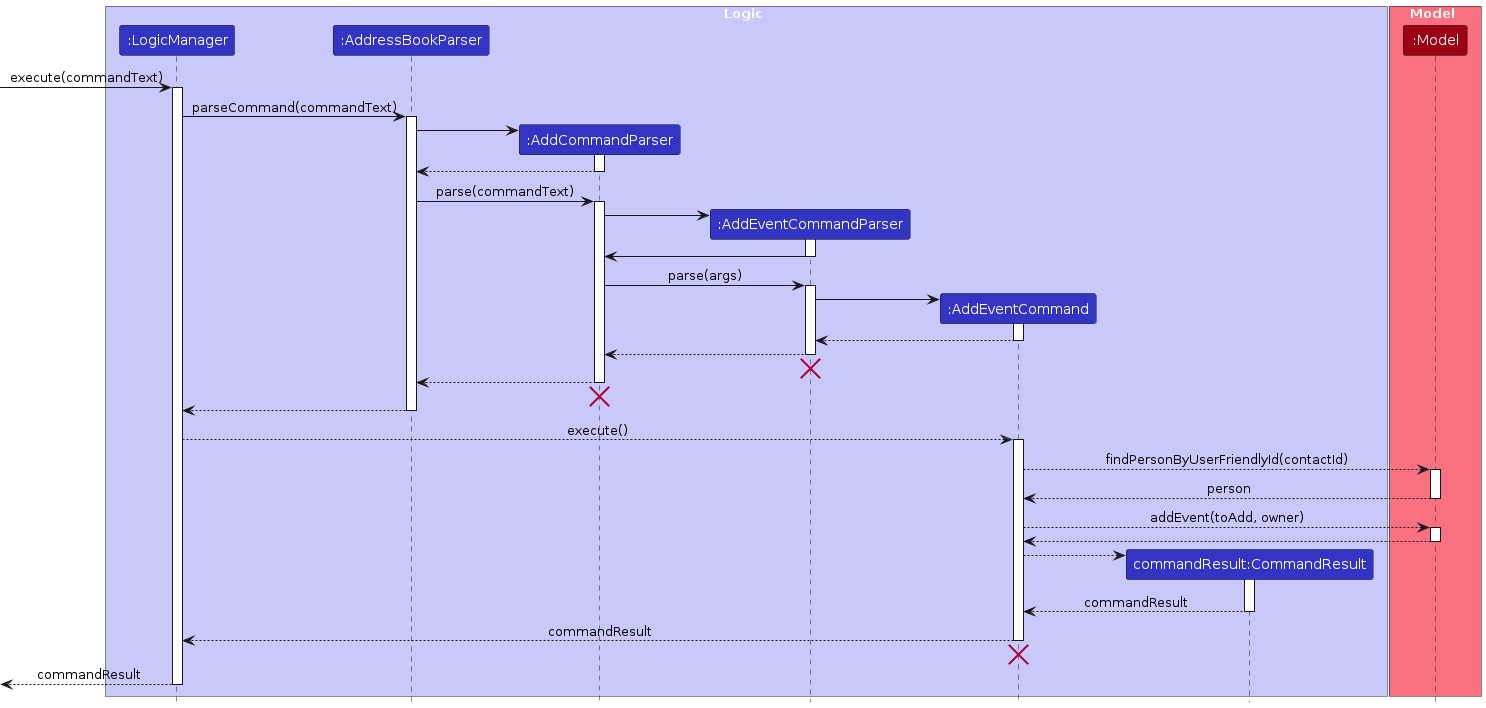 Logic
Model
:LogicManager
:AddressBookParser
:Model
execute(commandText)
parseCommand(commandText)
:AddCommandParser
parse(commandText)
:AddEventCommandParser
parse(args)
:AddEventCommand
execute()
findPersonByUserFriendlyId(contactId)
person
addEvent(toAdd, owner)
commandResult:CommandResult
commandResult
commandResult
commandResult